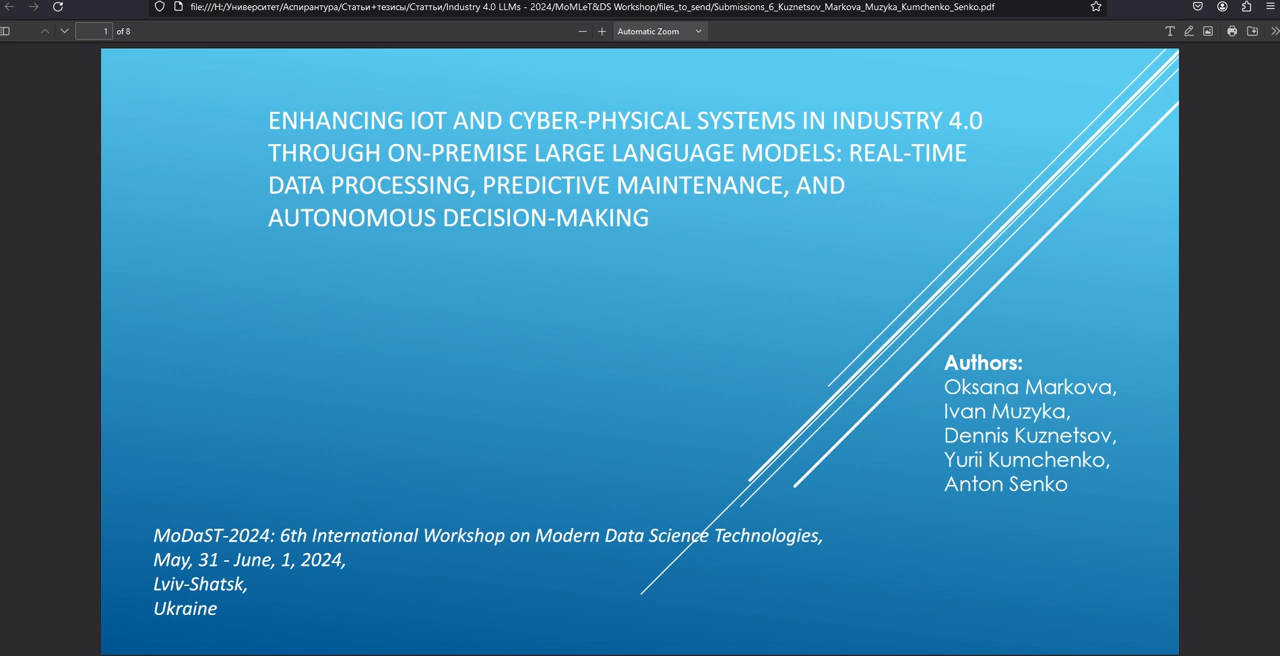 file:///H:/Университет/Аспирантура/Статьи+тезисы/Статтьи/Industry 4.0 LLMs - 2024/MoMLeT&DS Workshop/files_to_send/Submissions_6_Kuznetsov_Markova_Muzyka_Kumchenko_Senko.pdf
1 of 8
Automatic Zoom
ENHANCING IOT AND CYBER-PHYSICAL SYSTEMS IN INDUSTRY 4.0
THROUGH ON-PREMISE LARGE LANGUAGE MODELS: REAL-TIME
DATA PROCESSING, PREDICTIVE MAINTENANCE, AND
AUTONOMOUS DECISION-MAKING
Authors:
Oksana Markova,
Ivan Muzyka,
Dennis Kuznetsov,
Yurii Kumchenko,
Anton Senko
MoDaST-2024: 6th International Workshop on Modern Data Science Technologies,
May, 31 - June, 1, 2024,
Lviv-Shatsk,
Ukraine